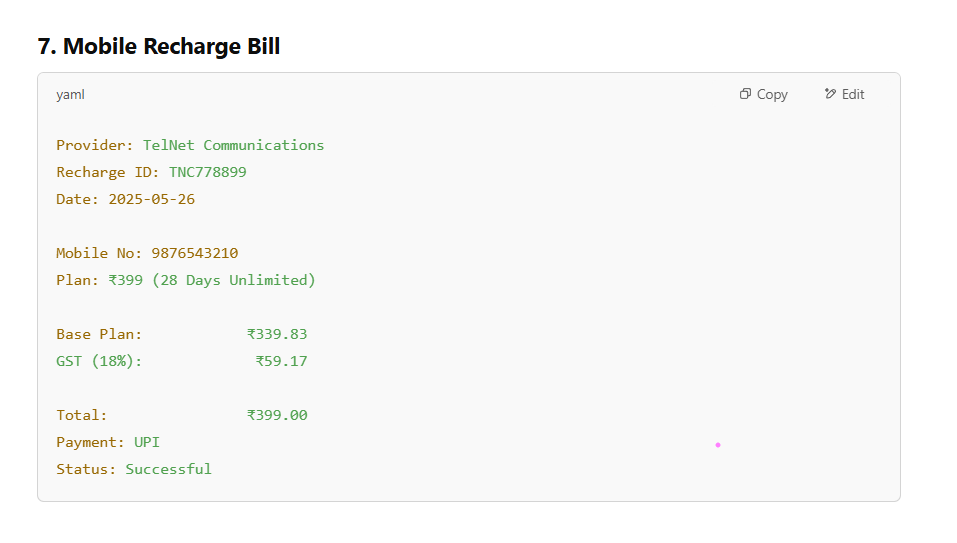 7. Mobile Recharge Bill
yaml Copy Edit
Provider: TelNet Communications
Recharge ID: TNC778899
Date: 2025-05-26
Mobile No: 9876543210
Plan: ₹399 (28 Days Unlimited)
Base Plan: ₹339.83
GST (18%): ₹59.17
Total: ₹399.00
Payment: UPI
Status: Successful